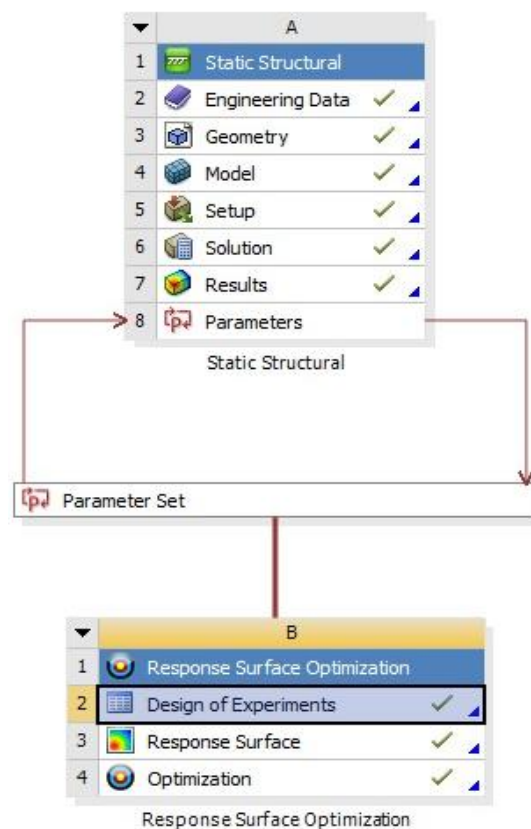 A
1 Static Structural
2 Engineering Data
3 Geometry
4 Model
5 Setup
6 Solution
7 Results
8 Parameters
Static Structural
Parameter Set
B
1 Response Surface Optimization
2 Design of Experiments
3 Response Surface
4 Optimization
Response Surface Optimization